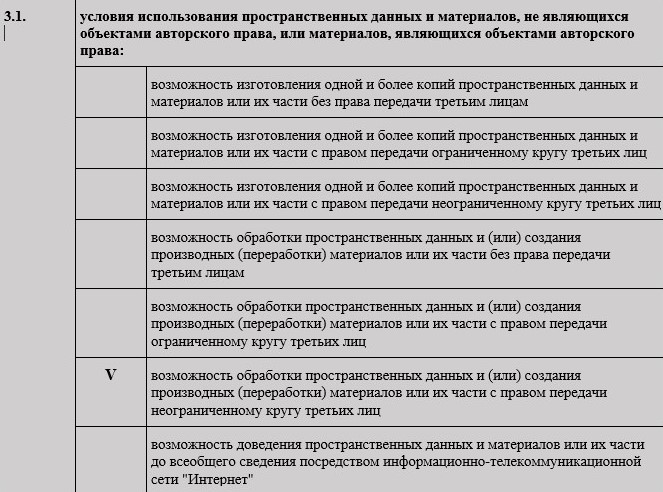 3.1.
условия использования пространственных данных и материалов, не являющихся
объектами авторского права, или материалов, являющихся объектами авторского
права:
возможность изготовления одной и более копий пространственных данных и
материалов или их части без права передачи третьим лицам
возможность изготовления одной и более копий пространственных данных и
материалов или их части с правом передачи ограниченному кругу третьих лиц
возможность изготовления одной и более копий пространственных данных и
материалов или их части с правом передачи неограниченному кругу третьих лиц
возможность обработки пространственных данных и (или) создания
производных (переработки) материалов или их части без права передачи
третьим лицам
возможность обработки пространственных данных и (или) создания
производных (переработки) материалов или их части с правом передачи
ограниченному кругу третьих лиц
V
возможность обработки пространственных данных и (или) создания
производных (переработки) материалов или их части с правом передачи
неограниченному кругу третьих лиц
возможность доведения пространственных данных и материалов или их части
до всеобщего сведения посредством информационно-телекоммуникационной
сети "Интернет"